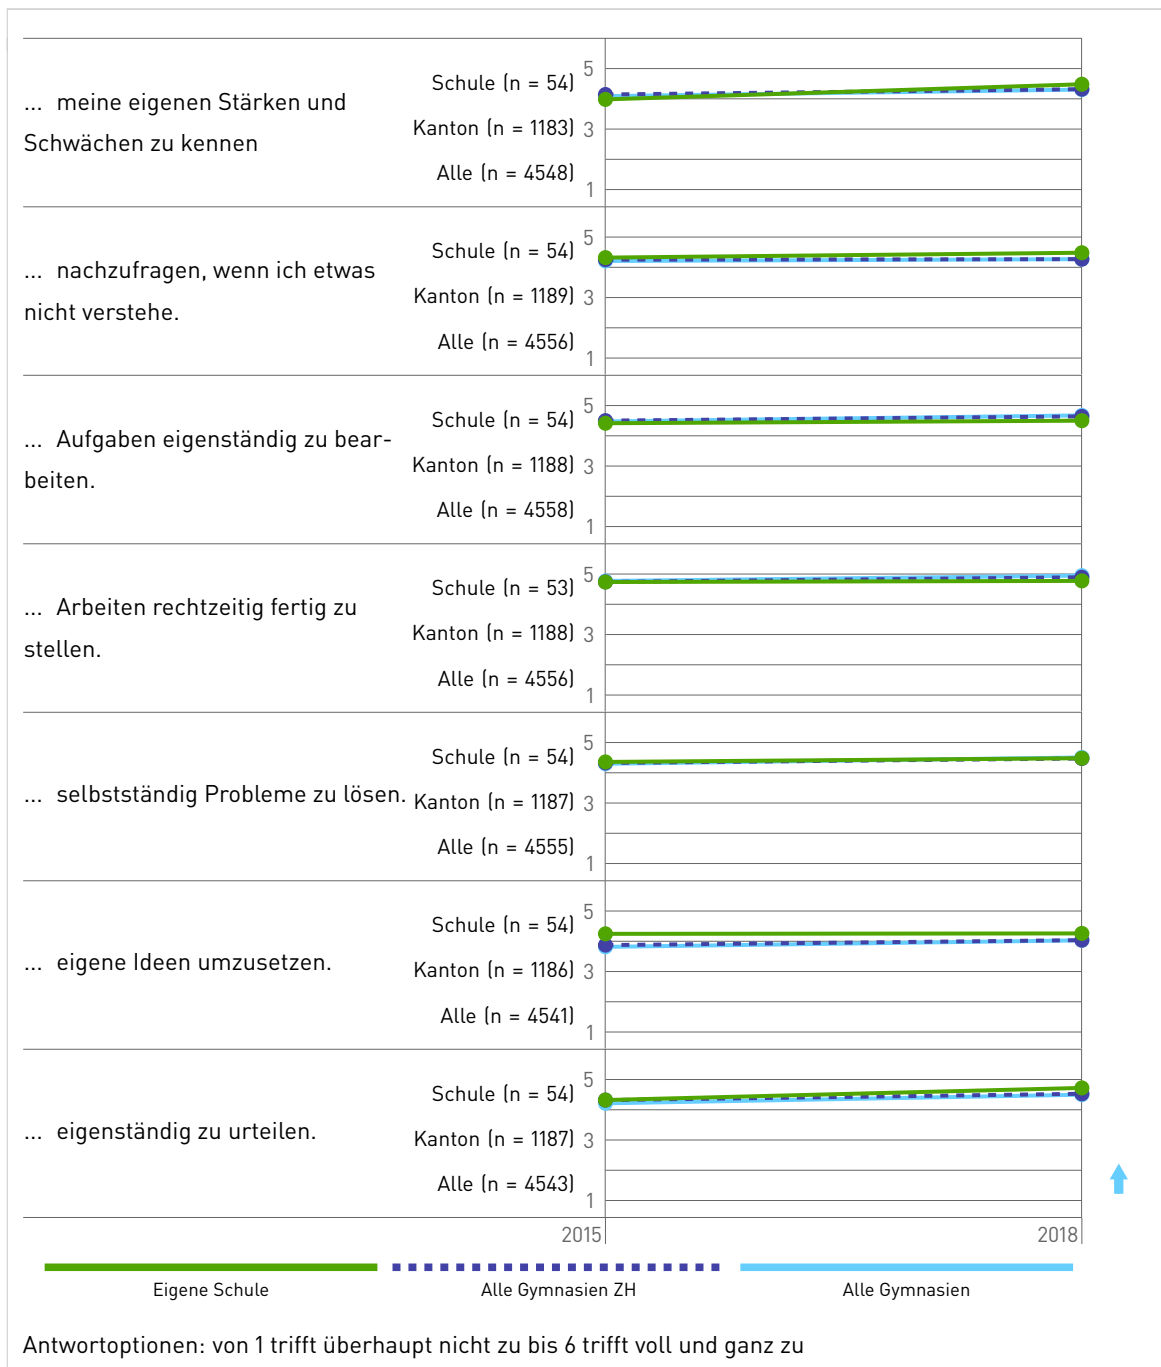 ... meine eigenen Stärken und
Schwächen zu kennen
Schule (n = 54)
Kanton (n = 1183)
Alle (n = 4548)
5
3
1
... nachzufragen, wenn ich etwas
nicht verstehe.
Schule (n = 54)
Kanton (n = 1189)
Alle (n = 4556)
5
3
1
... Aufgaben eigenständig zu bear-
beiten.
Schule (n = 54)
Kanton (n = 1188)
Alle (n = 4558)
5
3
1
... Arbeiten rechtzeitig fertig zu
stellen.
Schule (n = 53)
Kanton (n = 1188)
Alle (n = 4556)
5
3
1
... selbstständig Probleme zu lösen.
Schule (n = 54)
Kanton (n = 1187)
Alle (n = 4555)
5
3
1
... eigene Ideen umzusetzen.
Schule (n = 54)
Kanton (n = 1186)
Alle (n = 4541)
5
3
1
... eigenständig zu urteilen.
Schule (n = 54)
Kanton (n = 1187)
Alle (n = 4543)
5
3
1
2015 2018
Eigene Schule Alle Gymnasien ZH Alle Gymnasien
Antwortoptionen: von 1 trifft überhaupt nicht zu bis 6 trifft voll und ganz zu